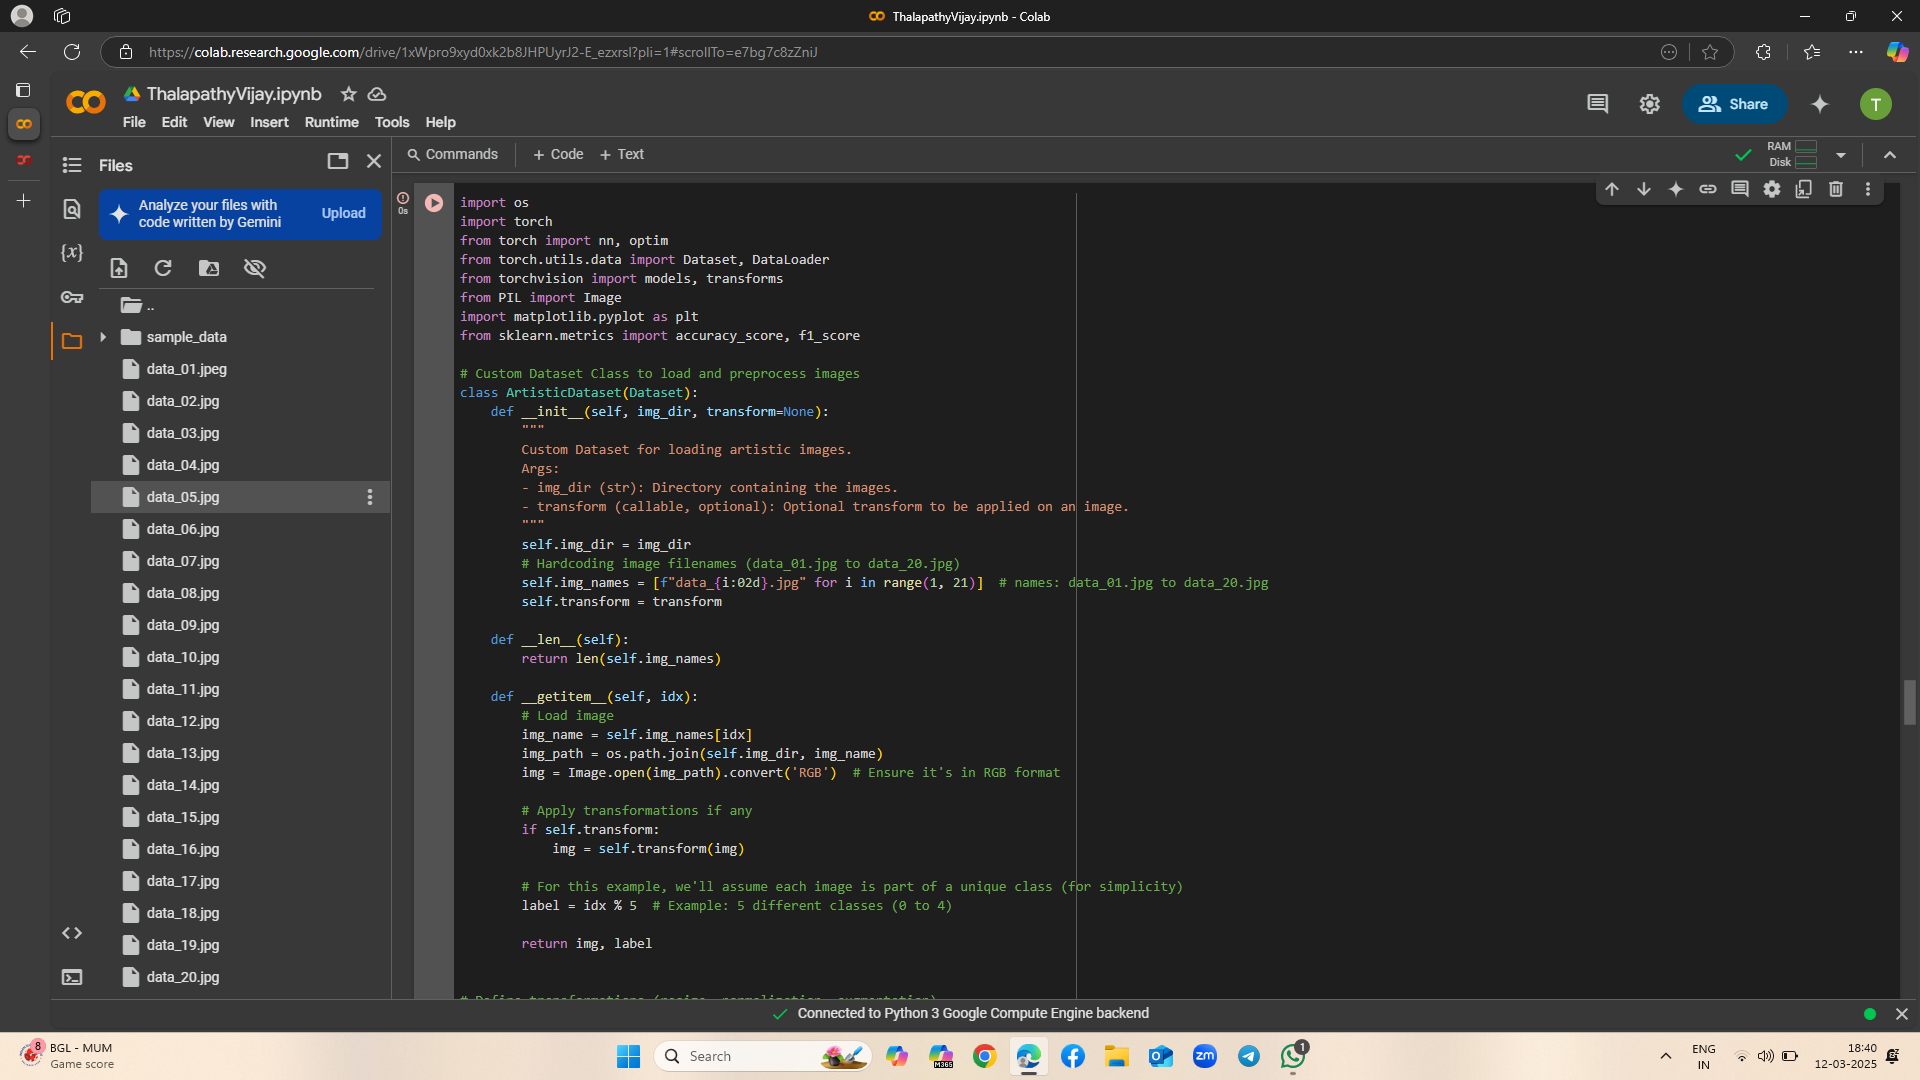 ThalapathyVijay.ipynb - Colab
https://colab.research.google.com/drive/1xWpro9xyd0xk2b8JHPUyrJ2-E_ezxrsl?pli=1#scrollTo=e7bg7c8zZniJ
ThalapathyVijay.ipynb
File Edit View Insert Runtime Tools Help
Share
T
Files
Commands
+ Code + Text
RAM
Disk
Analyze your files with
code written by Gemini
Upload
{x}
..
sample_data
data_01.jpeg
data_02.jpg
data_03.jpg
data_04.jpg
data_05.jpg
data_06.jpg
data_07.jpg
data_08.jpg
data_09.jpg
data_10.jpg
data_11.jpg
data_12.jpg
data_13.jpg
data_14.jpg
data_15.jpg
data_16.jpg
data_17.jpg
data_18.jpg
data_19.jpg
data_20.jpg
0s
import os
import torch
from torch import nn, optim
from torch.utils.data import Dataset, DataLoader
from torchvision import models, transforms
from PIL import Image
import matplotlib.pyplot as plt
from sklearn.metrics import accuracy_score, f1_score
# Custom Dataset Class to load and preprocess images
class ArtisticDataset(Dataset):
def __init__(self, img_dir, transform=None):
"""
Custom Dataset for loading artistic images.
Args:
- img_dir (str): Directory containing the images.
- transform (callable, optional): Optional transform to be applied on an image.
"""
self.img_dir = img_dir
# Hardcoding image filenames (data_01.jpg to data_20.jpg)
self.img_names = [f"data_{i:02d}.jpg" for i in range(1, 21)]  # names: data_01.jpg to data_20.jpg
self.transform = transform
def __len__(self):
return len(self.img_names)
def __getitem__(self, idx):
# Load image
img_name = self.img_names[idx]
img_path = os.path.join(self.img_dir, img_name)
img = Image.open(img_path).convert('RGB')  # Ensure it's in RGB format
# Apply transformations if any
if self.transform:
img = self.transform(img)
# For this example, we'll assume each image is part of a unique class (for simplicity)
label = idx % 5  # Example: 5 different classes (0 to 4)
return img, label
Connected to Python 3 Google Compute Engine backend
8
BGL - MUM
Game score
Search
M365
zm
1
ENG
IN
18:40
12-03-2025